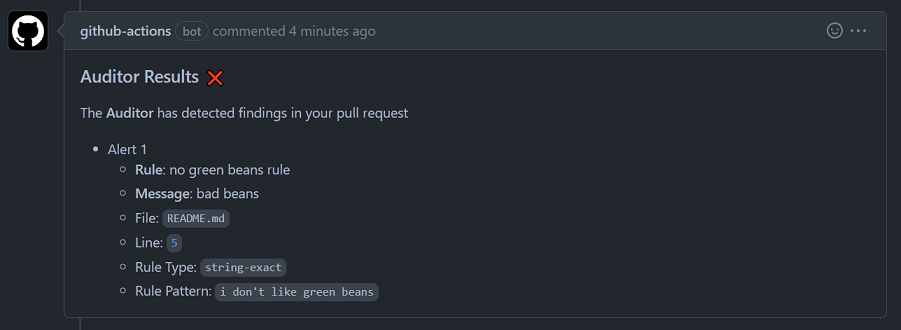 github-actions bot commented 4 minutes ago
Auditor Results ❌
The Auditor has detected findings in your pull request
Alert 1
Rule: no green beans rule
Message: bad beans
File: README.md
Line: 5
Rule Type: string-exact
Rule Pattern: i don't like green beans